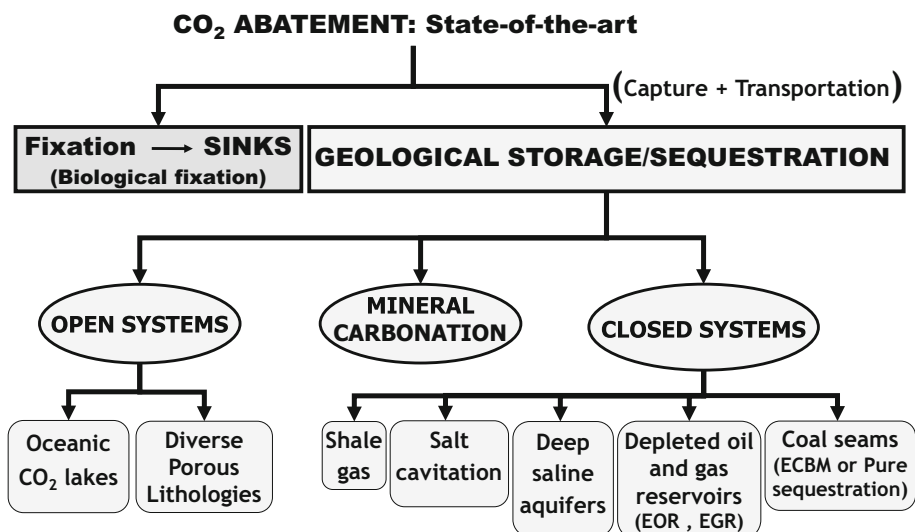 CO₂ ABATEMENT: State-of-the-art
(Capture + Transportation)
Fixation → SINKS
(Biological fixation)
GEOLOGICAL STORAGE/SEQUESTRATION
OPEN SYSTEMS
MINERAL
CARBONATION
CLOSED SYSTEMS
Oceanic
CO₂ lakes
Diverse
Porous
Lithologies
Shale
gas
Salt
cavitation
Deep
saline
aquifers
Depleted oil
and gas
reservoirs
(EOR , EGR)
Coal seams
(ECBM or Pure
sequestration)